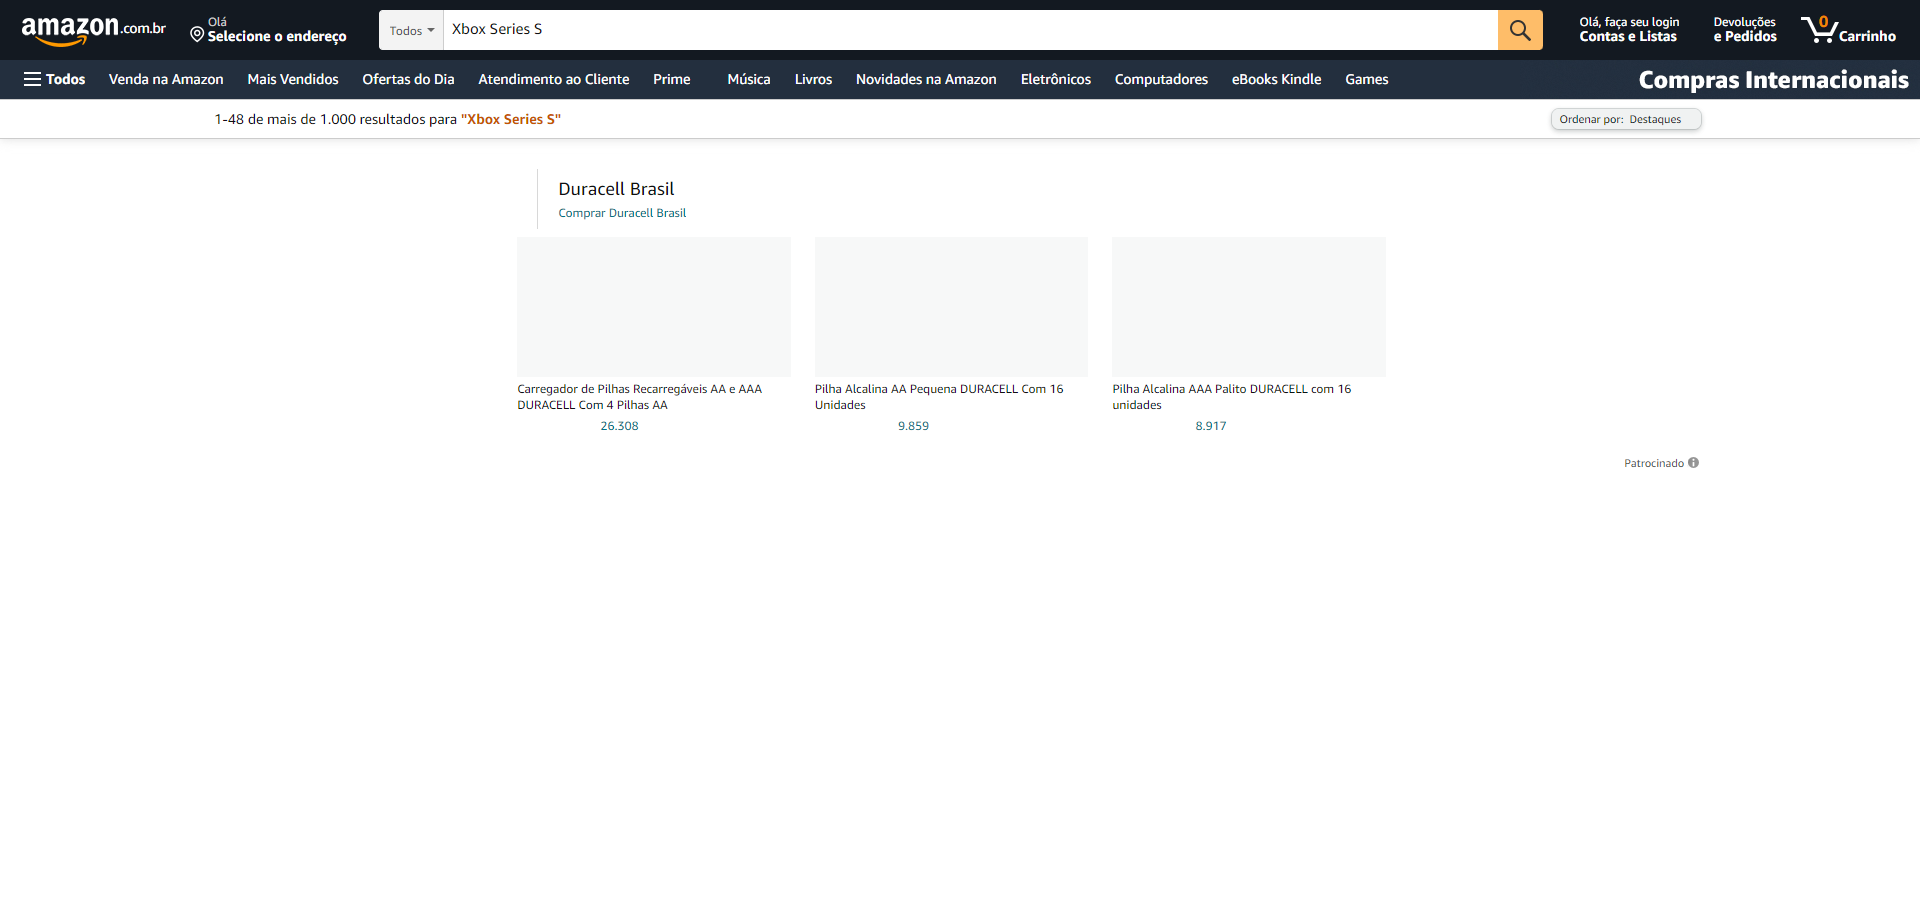 amazon.com.br
Olá
Selecione o endereço
Todos
Xbox Series S
Olá, faça seu login
Contas e Listas
Devoluções
e Pedidos
0
Carrinho
Todos
Venda na Amazon
Mais Vendidos
Ofertas do Dia
Atendimento ao Cliente
Prime
Música
Livros
Novidades na Amazon
Eletrônicos
Computadores
eBooks Kindle
Games
Compras Internacionais
1-48 de mais de 1.000 resultados para "Xbox Series S"
Ordenar por: Destaques
Duracell Brasil
Comprar Duracell Brasil
Carregador de Pilhas Recarregáveis AA e AAA
DURACELL Com 4 Pilhas AA
26.308
Pilha Alcalina AA Pequena DURACELL Com 16
Unidades
9.859
Pilha Alcalina AAA Palito DURACELL com 16
unidades
8.917
Patrocinado